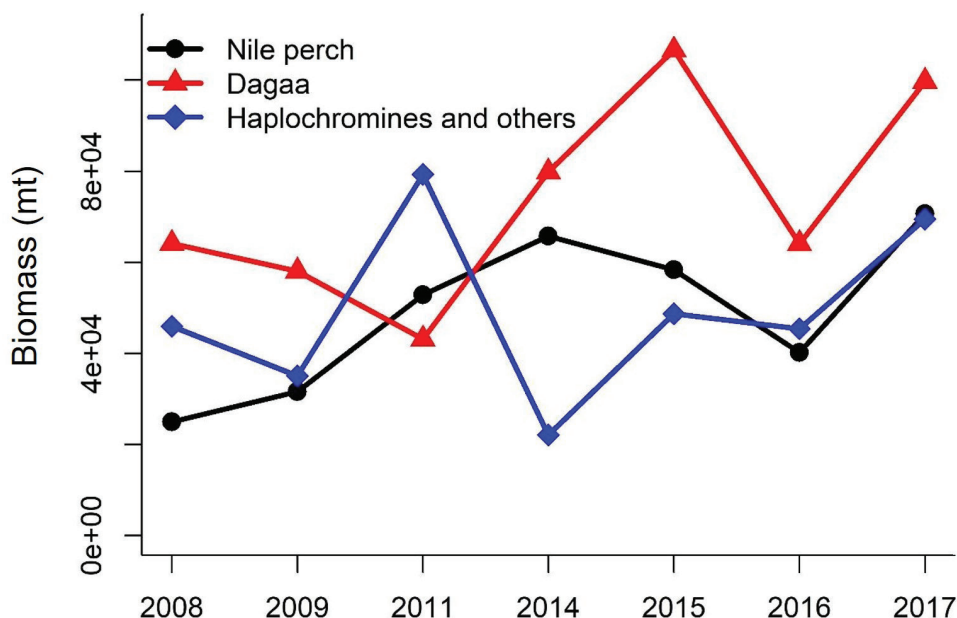 Nile perch
Dagaa
Haplochromines and others
Biomass (mt)
8e+04
4e+04
0e+00
2008 2009 2011 2014 2015 2016 2017